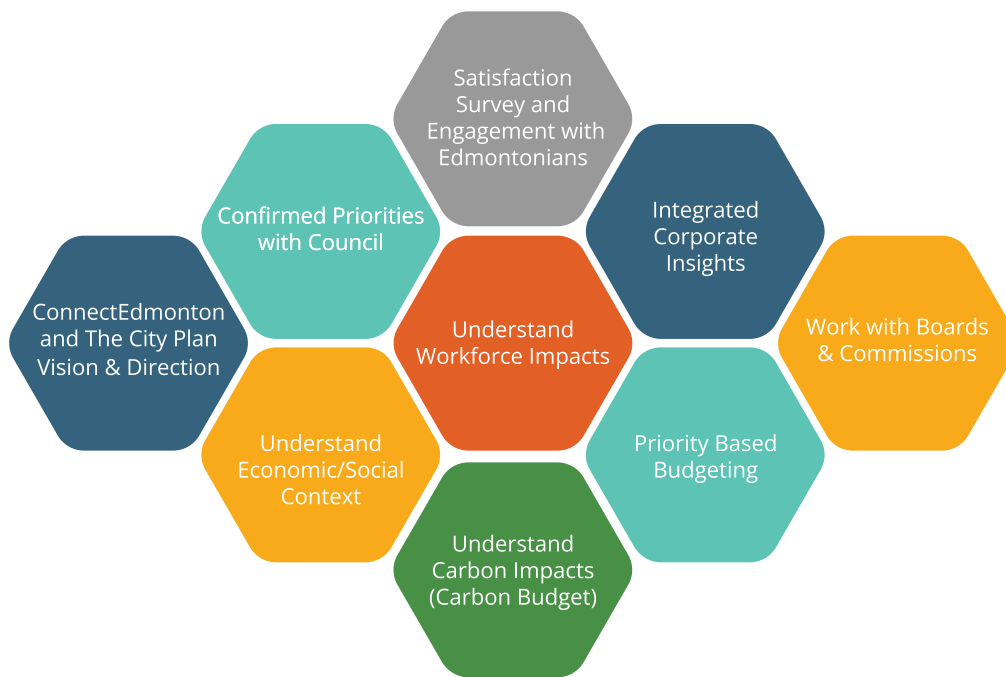 Satisfaction
Survey and
Engagement with
Edmontonians
Confirmed Priorities
with Council
Integrated
Corporate
Insights
ConnectEdmonton
and The City Plan
Vision & Direction
Understand
Workforce Impacts
Work with Boards
& Commissions
Understand
Economic/Social
Context
Priority Based
Budgeting
Understand
Carbon Impacts
(Carbon Budget)